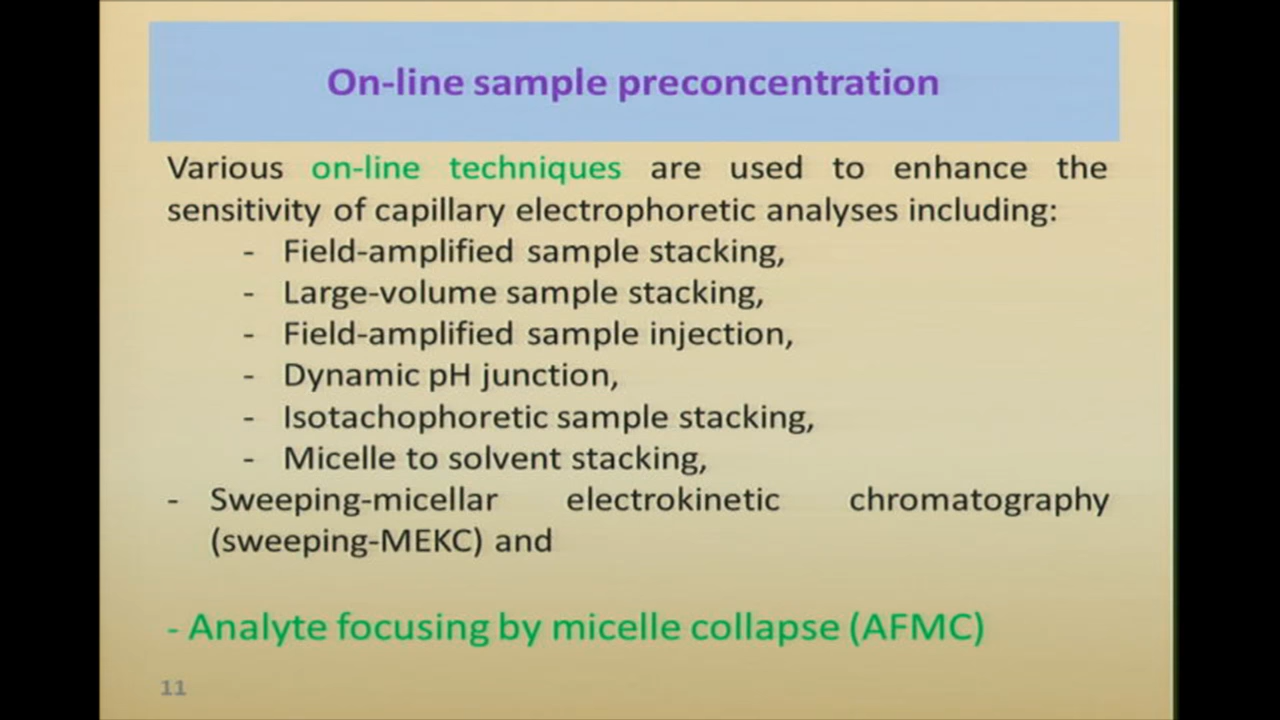 On-line sample preconcentration
Various on-line techniques are used to enhance the
sensitivity of capillary electrophoretic analyses including:
- Field-amplified sample stacking,
- Large-volume sample stacking,
- Field-amplified sample injection,
- Dynamic pH junction,
- Isotachophoretic sample stacking,
- Micelle to solvent stacking,
- Sweeping-micellar electrokinetic chromatography
(sweeping-MEKC) and
- Analyte focusing by micelle collapse (AFMC)
11